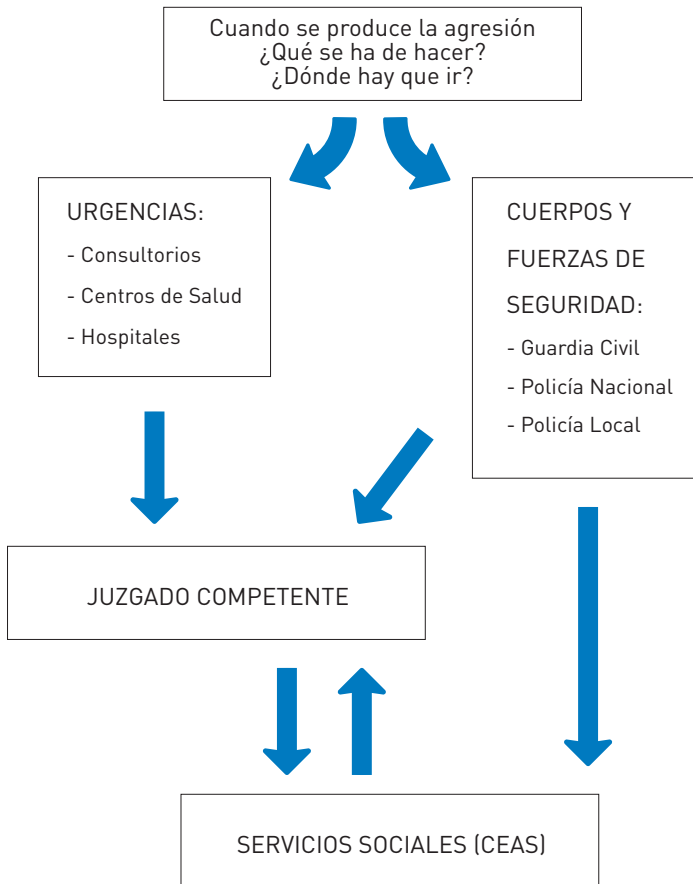 Cuando se produce la agresión
¿Qué se ha de hacer?
¿Dónde hay que ir?
URGENCIAS:
- Consultorios
- Centros de Salud
- Hospitales
CUERPOS Y
FUERZAS DE
SEGURIDAD:
- Guardia Civil
- Policía Nacional
- Policía Local
JUZGADO COMPETENTE
SERVICIOS SOCIALES (CEAS)